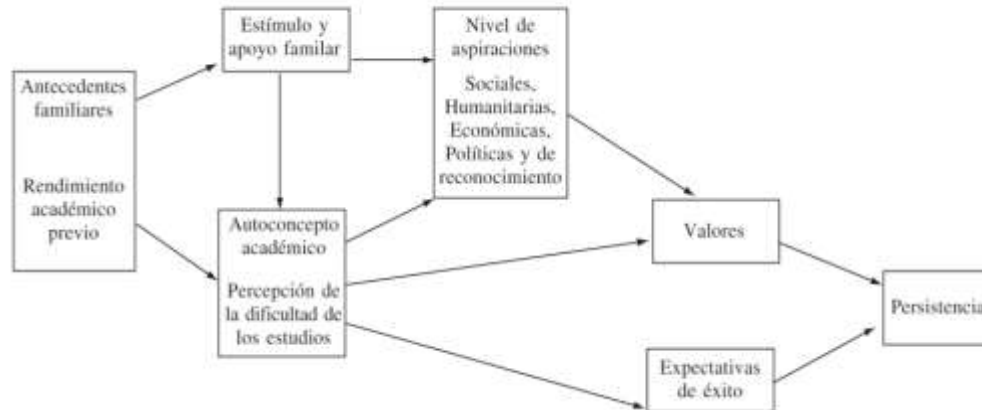 Antecedentes
familiares
Rendimiento
académico
previo
Estímulo y
apoyo familar
Autoconcepto
académico
Percepción de
la dificultad de
los estudios
Nivel de
aspiraciones
Sociales,
Humanitarias,
Económicas,
Políticas y de
reconocimiento
Valores
Expectativas
de éxito
Persistencia